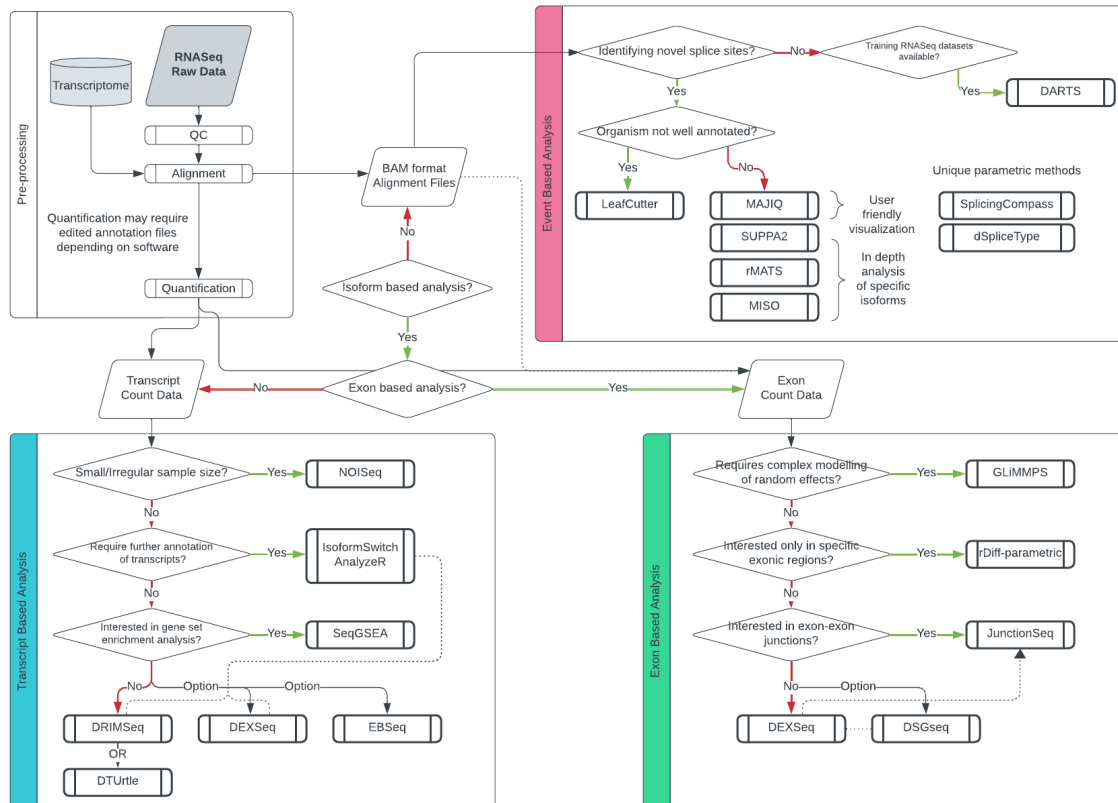 Pre-processing
RNASeq
Raw Data
Transcriptome
QC
Alignment
Quantification may require
edited annotation files
depending on software
Quantification
BAM format
Alignment Files
No
Isoform based analysis?
Yes
Exon based analysis?
No
Yes
Transcript
Count Data
Exon
Count Data
Event Based Analysis
Identifying novel splice sites?
No
Training RNASeq datasets
available?
Yes
DARTS
Yes
Organism not well annotated?
Yes
No
LeafCutter
MAJIQ
SUPPA2
rMATS
MISO
User
friendly
visualization
In depth
analysis
of specific
isoforms
Unique parametric methods
SplicingCompass
dSpliceType
Transcript Based Analysis
Small/Irregular sample size?
Yes
NOISeq
No
Require further annotation
of transcripts?
Yes
IsoformSwitch
AnalyzeR
No
Interested in gene set
enrichment analysis?
Yes
SeqGSEA
No
Option
Option
DRIMSeq
DEXSeq
EBSeq
OR
DTUrtle
Exon Based Analysis
Requires complex modelling
of random effects?
Yes
GLiMMPS
No
Interested only in specific
exonic regions?
Yes
rDiff-parametric
No
Interested in exon-exon
junctions?
Yes
JunctionSeq
No
Option
DEXSeq
DSGseq